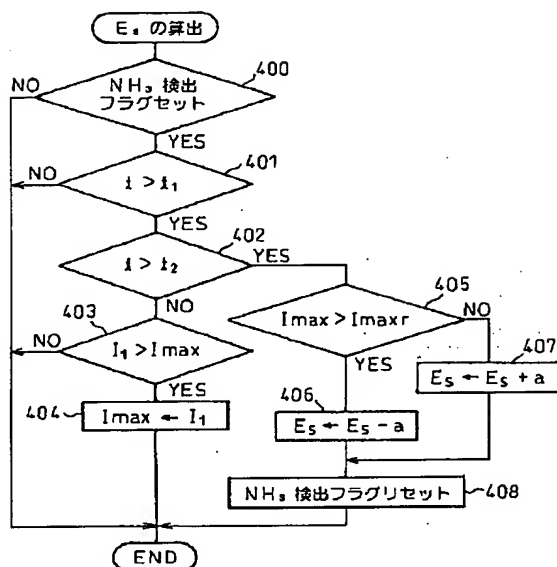 Eₛ の算出
400
NH₃ 検出
フラグセット
NO
YES
401
t > t₁
NO
YES
402
t > t₂
YES
NO
403
I₁ > Imax
NO
YES
404
Imax ← I₁
405
Imax > Imaxr
NO
YES
407
Eₛ ← Eₛ + a
406
Eₛ ← Eₛ − a
NH₃ 検出フラグリセット
408
END